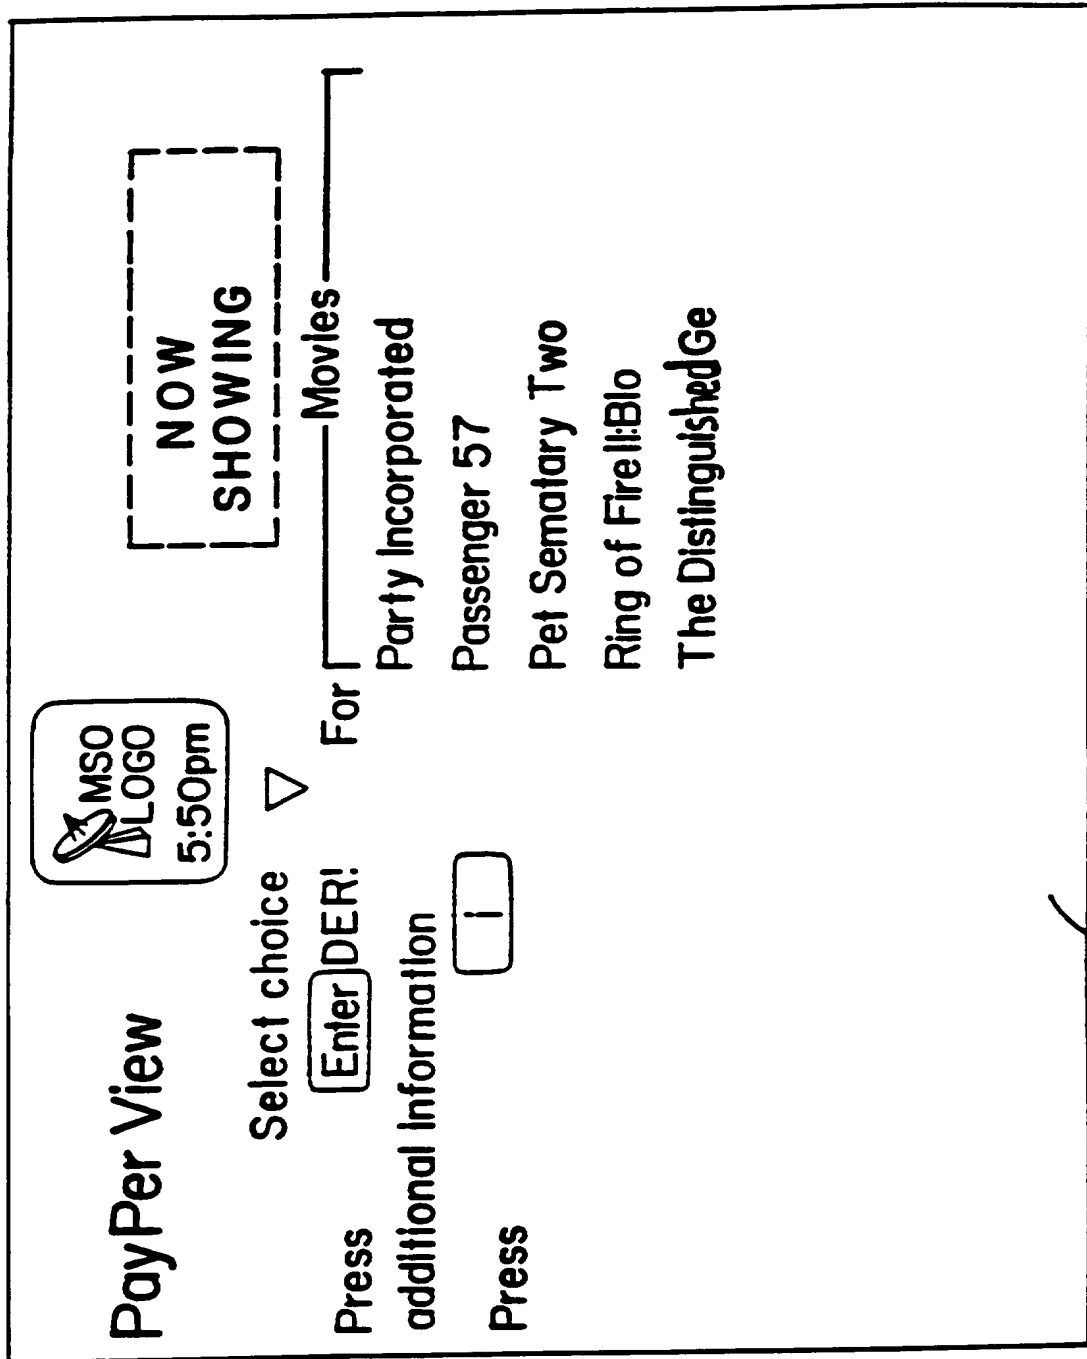 PayPer View
MSO
LOGO
5:50pm
NOW
SHOWING
Select choice
Press Enter DER! For
additional Information
Press i
Movies
Party Incorporated
Passenger 57
Pet Sematary Two
Ring of Fire II:Blo
The DistinguishedGe